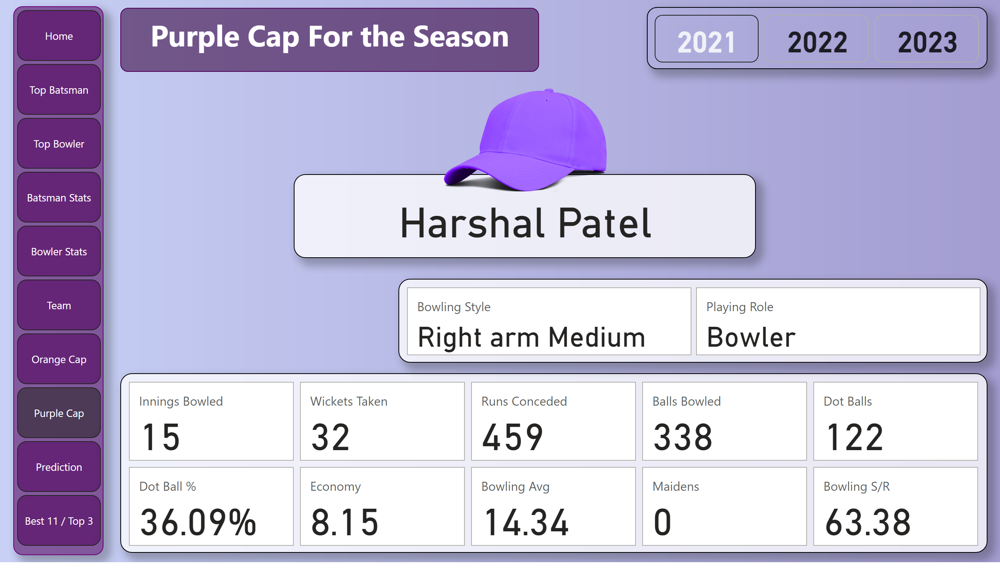 Home
Top Batsman
Top Bowler
Batsman Stats
Bowler Stats
Team
Orange Cap
Purple Cap
Prediction
Best 11 / Top 3
Purple Cap For the Season
2021 2022 2023
Harshal Patel
Bowling Style
Right arm Medium
Playing Role
Bowler
Innings Bowled
15
Wickets Taken
32
Runs Conceded
459
Balls Bowled
338
Dot Balls
122
Dot Ball %
36.09%
Economy
8.15
Bowling Avg
14.34
Maidens
0
Bowling S/R
63.38